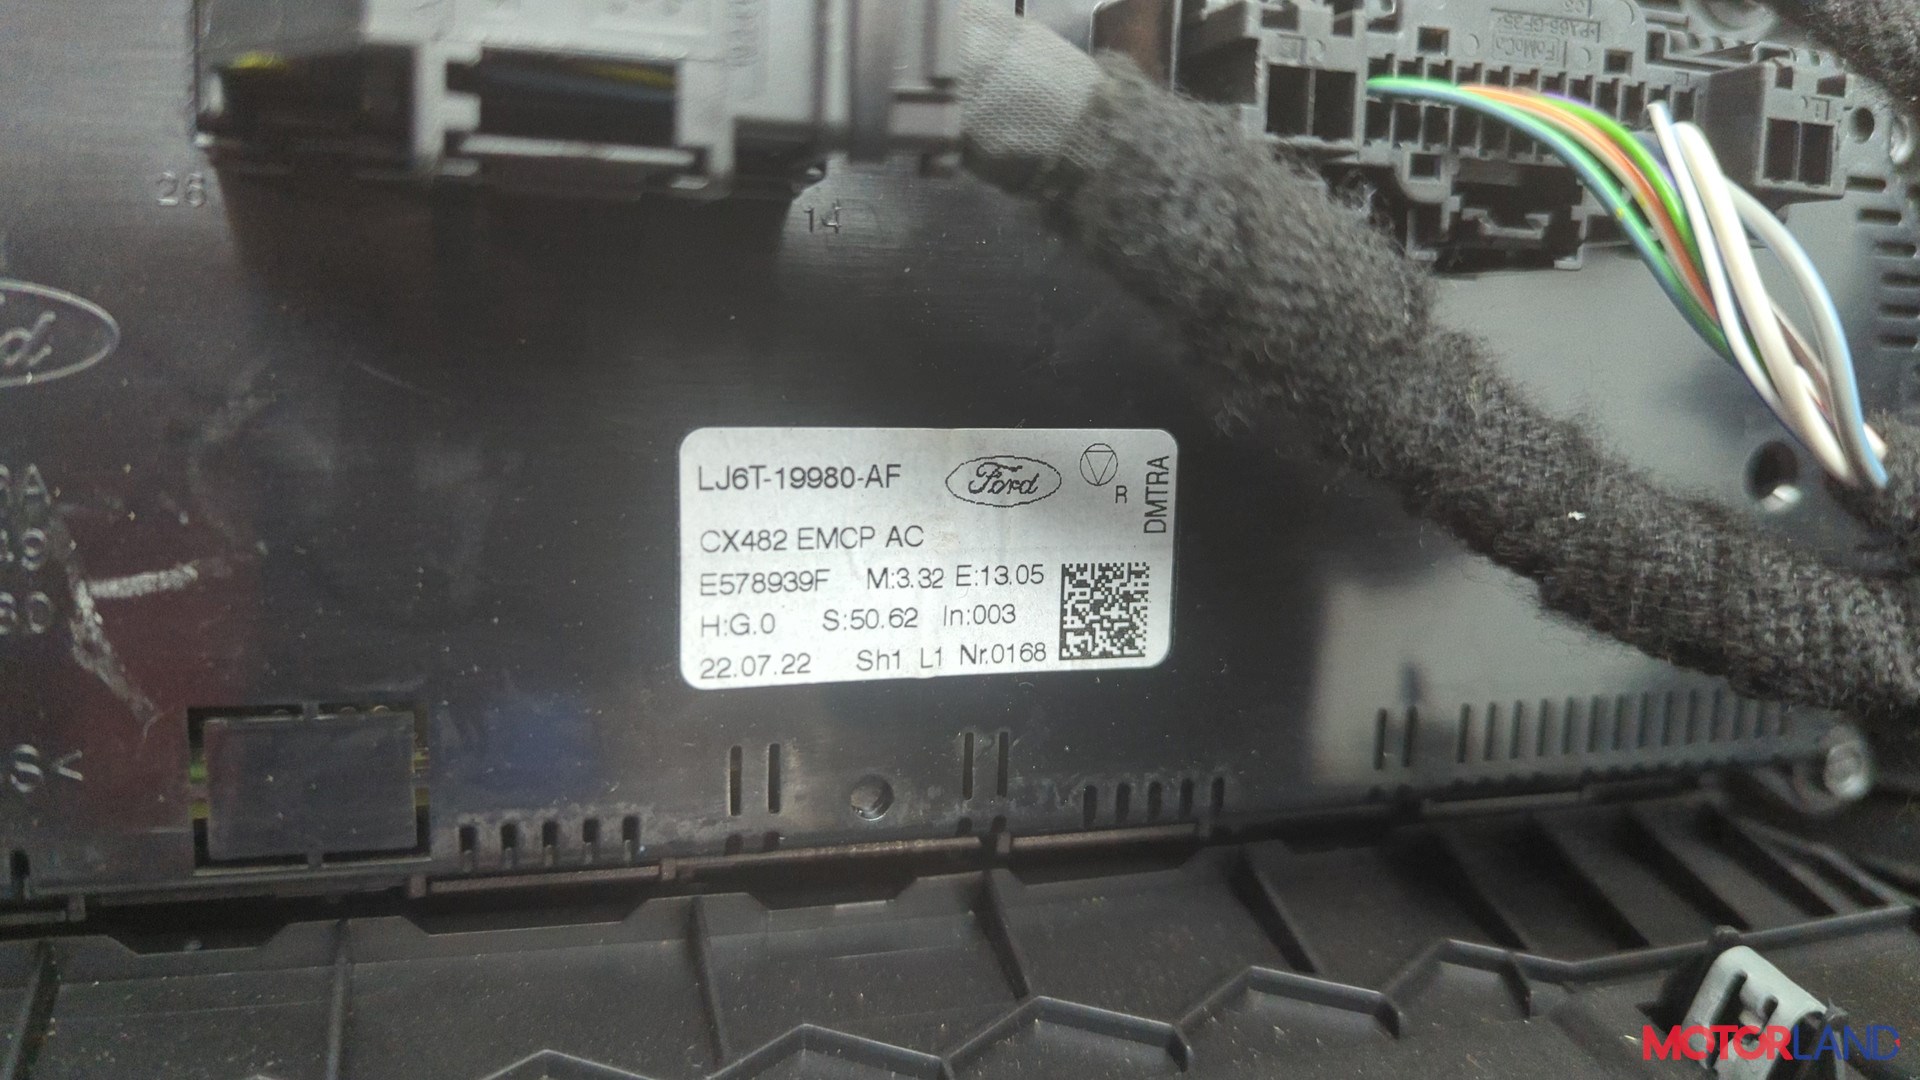 26
14
LJ6T-19980-AF
Ford
R
DMTRA
CX482 EMCP AC
E578939F M:3.32 E:13.05
H:G.0 S:50.62 In:003
22.07.22 Sh1 L1 Nr.0168
FoMoCo
MOTORLAND